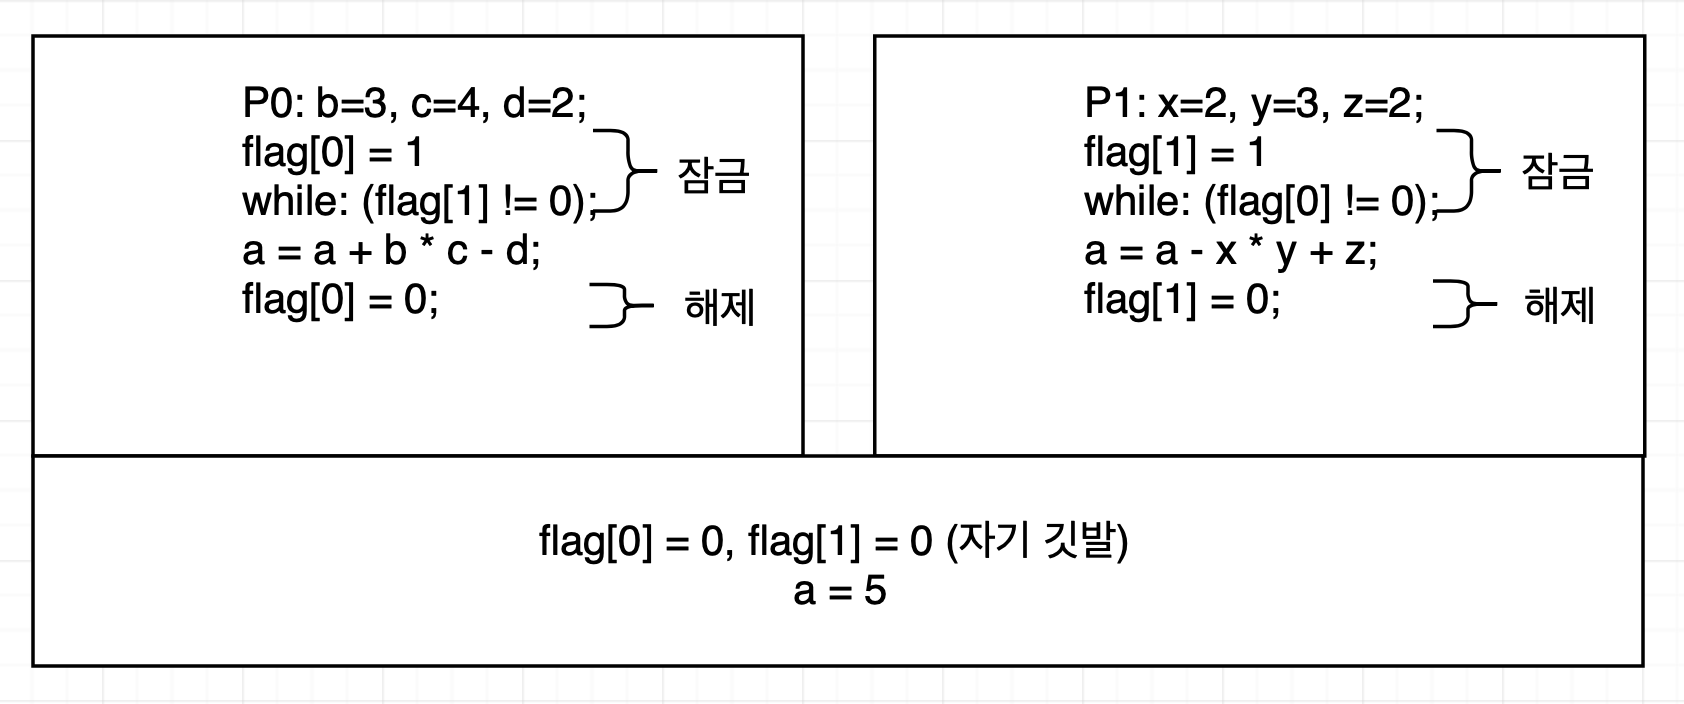 P0: b=3, c=4, d=2;
flag[0] = 1
while: (flag[1] != 0);
잠금
a = a + b * c - d;
flag[0] = 0;
해제
P1: x=2, y=3, z=2;
flag[1] = 1
while: (flag[0] != 0);
잠금
a = a - x * y + z;
flag[1] = 0;
해제
flag[0] = 0, flag[1] = 0 (자기 깃발)
a = 5